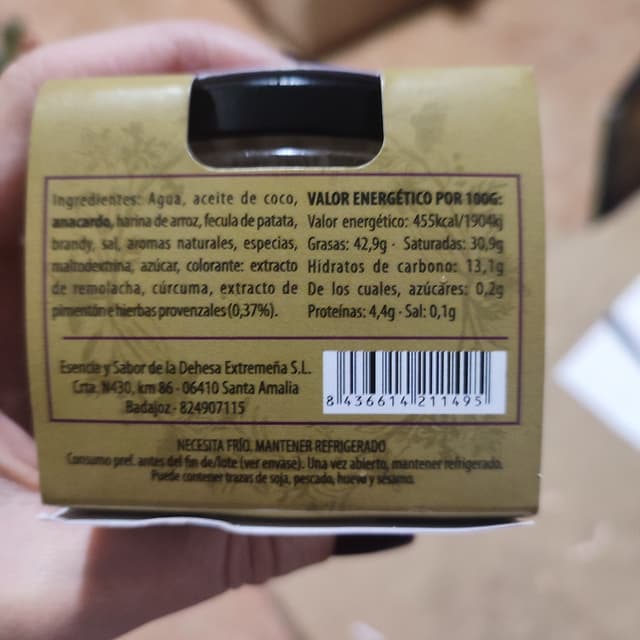 Ingredientes: Agua, aceite de coco,
anacardo, harina de arroz, fecula de patata,
brandy, sal, aromas naturales, especias,
maltodextrina, azúcar, colorante: extracto
de remolacha, cúrcuma, extracto de
pimentón e hierbas provenzales (0,37%).
VALOR ENERGÉTICO POR 100G:
Valor energético: 455kcal/1904kj
Grasas: 42,9g · Saturadas: 30,9g
Hidratos de carbono: 13,1g
De los cuales, azúcares: 0,2g
Proteínas: 4,4g · Sal: 0,1g
Esencia y Sabor de la Dehesa Extremeña S.L.
Crta. N430, km 86 · 06410 Santa Amalia
Badajoz · 824907115
8 436614 211495
NECESITA FRÍO. MANTENER REFRIGERADO
Consumo pref. antes del fin de/lote (ver envase). Una vez abierto, mantener refrigerado.
Puede contener trazas de soja, pescado, huevo y sésamo.